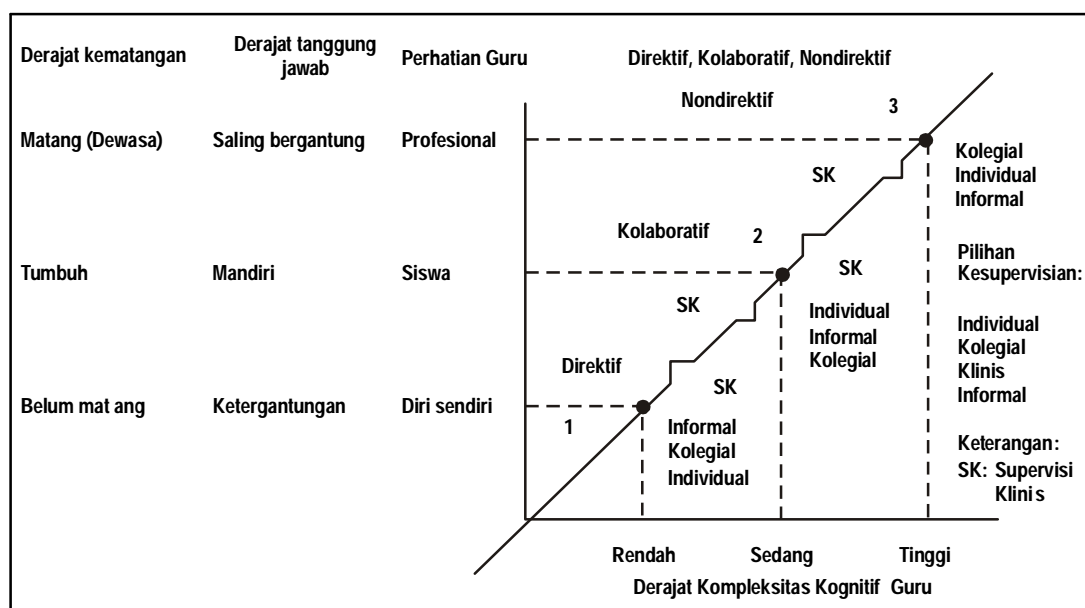 Derajat kematangan
Derajat tanggung
jawab
Perhatian Guru
Direktif, Kolaboratif, Nondirektif
Nondirektif
3
Matang (Dewasa)
Saling bergantung
Profesional
SK
Kolegial
Individual
Informal
Kolaboratif
2
Tumbuh
Mandiri
Siswa
SK
SK
Individual
Informal
Kolegial
Pilihan
Kesupervisian:
Individual
Kolegial
Klinis
Informal
Direktif
SK
Belum mat ang
Ketergantungan
Diri sendiri
1
Informal
Kolegial
Individual
Keterangan:
SK: Supervisi
Klinis
Rendah
Sedang
Tinggi
Derajat Kompleksitas Kognitif Guru